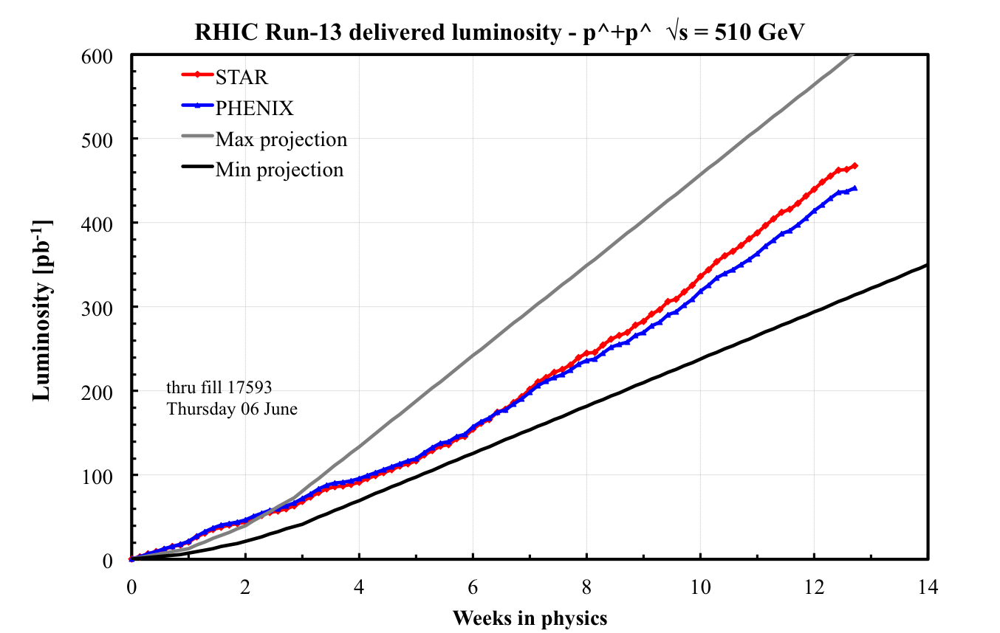 RHIC Run-13 delivered luminosity - p^+p^ √s = 510 GeV
600
500
400
300
200
100
0
STAR
PHENIX
Max projection
Min projection
Luminosity [pb⁻¹]
thru fill 17593
Thursday 06 June
0 2 4 6 8 10 12 14
Weeks in physics